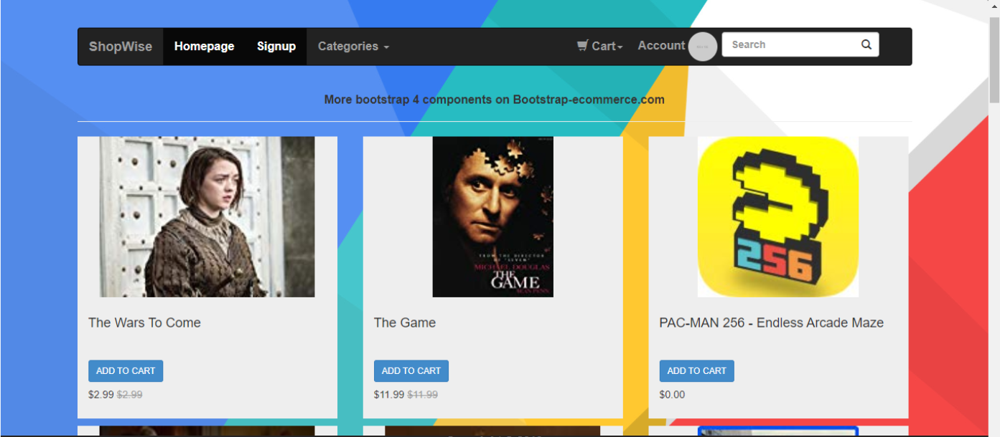 ShopWise Homepage Signup Categories Cart Account Search
More bootstrap 4 components on Bootstrap-ecommerce.com
FROM THE DIRECTOR
OF "SEVEN"
MICHAEL DOUGLAS
THE
GAME
SEAN PENN
256
The Wars To Come The Game PAC-MAN 256 - Endless Arcade Maze
ADD TO CART ADD TO CART ADD TO CART
$2.99 $2.99 $11.99 $11.99 $0.00